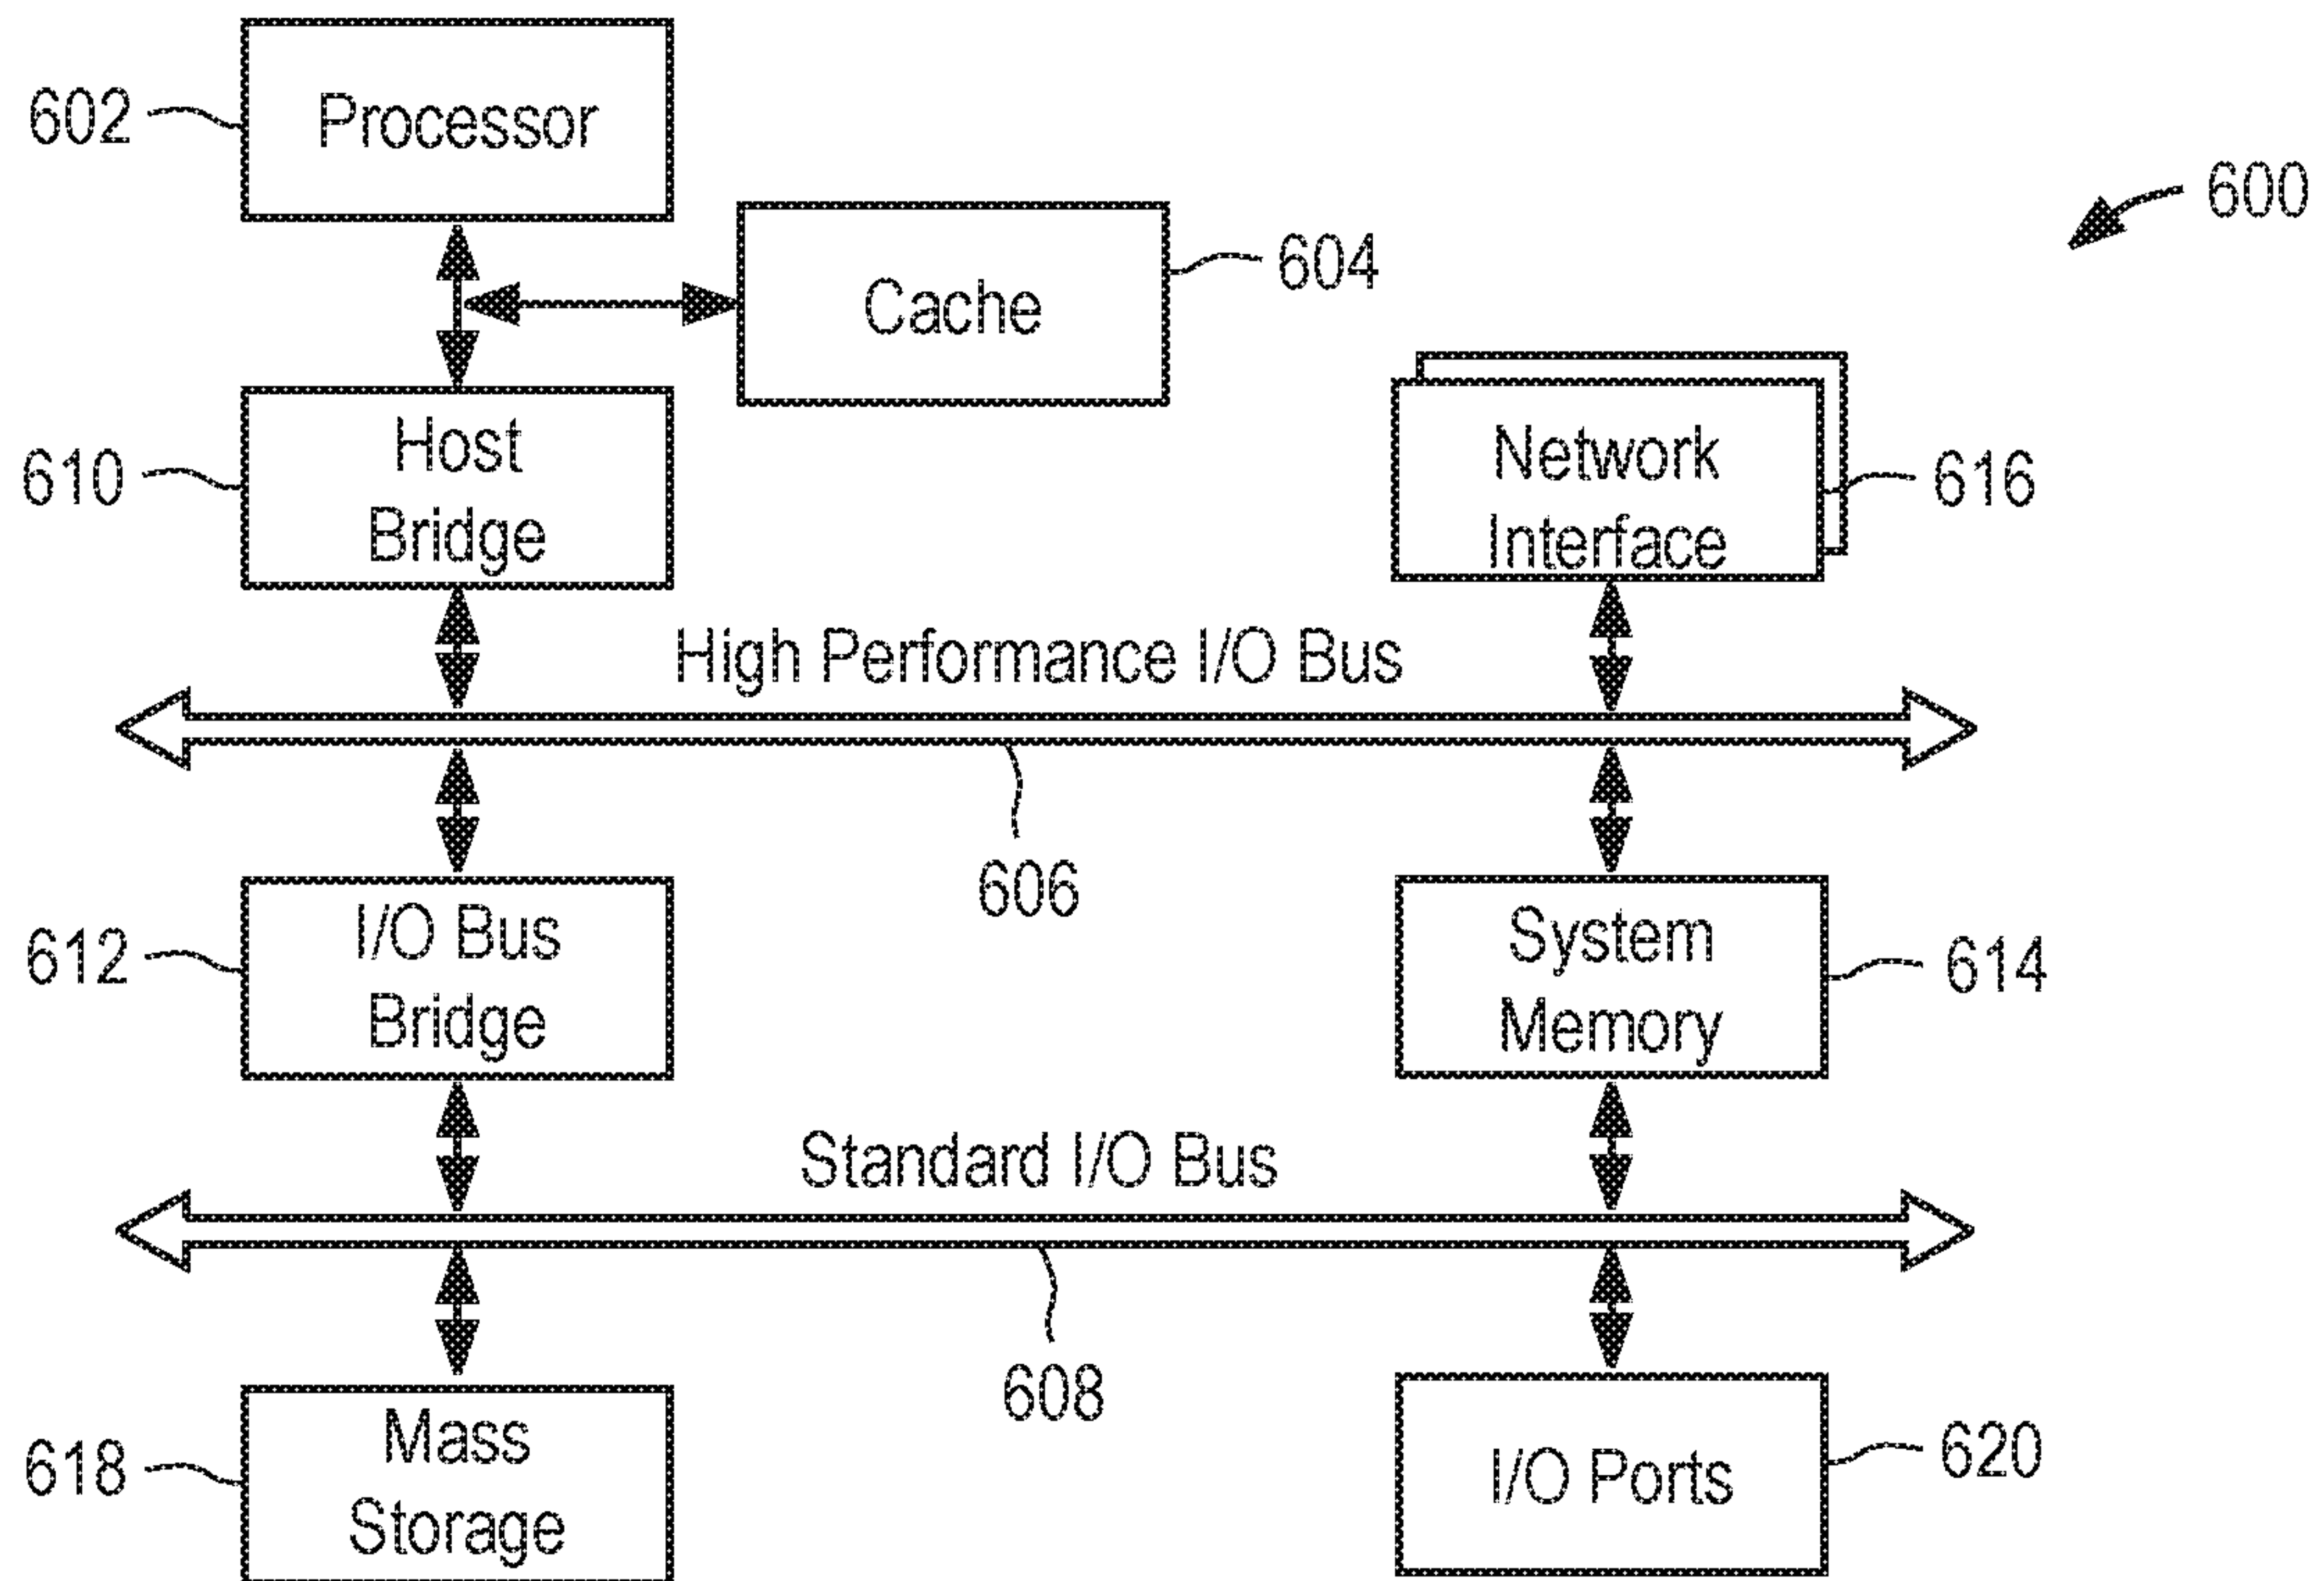 602
Processor
600
Cache
604
610
Host
Bridge
Network
Interface
616
High Performance I/O Bus
606
612
I/O Bus
Bridge
System
Memory
614
Standard I/O Bus
608
618
Mass
Storage
I/O Ports
620